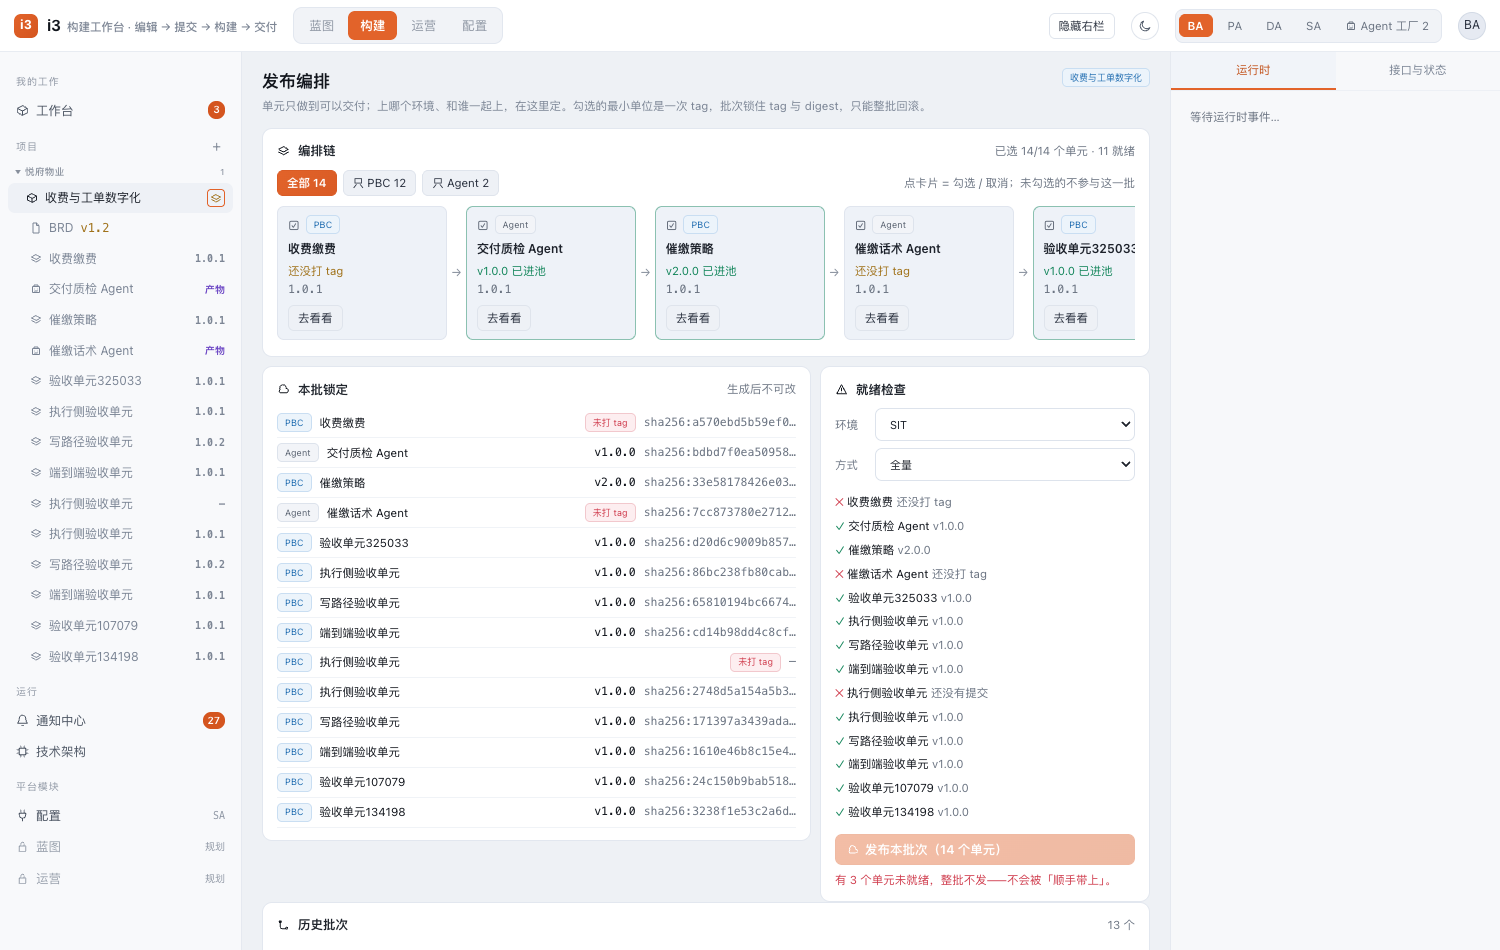 i3 i3 构建工作台 · 编辑 → 提交 → 构建 → 交付 蓝图 构建 运营 配置 隐藏右栏 BA PA DA SA Agent 工厂 2 BA
我的工作
工作台 3
项目 +
悦府物业 1
收费与工单数字化
BRD v1.2
收费缴费 1.0.1
交付质检 Agent 产物
催缴策略 1.0.1
催缴话术 Agent 产物
验收单元325033 1.0.1
执行侧验收单元 1.0.1
写路径验收单元 1.0.2
端到端验收单元 1.0.1
执行侧验收单元 —
执行侧验收单元 1.0.1
写路径验收单元 1.0.2
端到端验收单元 1.0.1
验收单元107079 1.0.1
验收单元134198 1.0.1
运行
通知中心 27
技术架构
平台模块
配置 SA
蓝图 规划
运营 规划
发布编排 收费与工单数字化
单元只做到可以交付；上哪个环境、和谁一起上，在这里定。勾选的最小单位是一次 tag，批次锁住 tag 与 digest，只能整批回滚。
编排链 已选 14/14 个单元 · 11 就绪
全部 14 只 PBC 12 只 Agent 2 点卡片 = 勾选 / 取消；未勾选的不参与这一批
PBC
收费缴费
还没打 tag
1.0.1
去看看
→
Agent
交付质检 Agent
v1.0.0 已进池
1.0.1
去看看
→
PBC
催缴策略
v2.0.0 已进池
1.0.1
去看看
→
Agent
催缴话术 Agent
还没打 tag
1.0.1
去看看
→
PBC
验收单元325033
v1.0.0 已进池
1.0.1
去看看
本批锁定 生成后不可改
PBC 收费缴费 未打 tag sha256:a570ebd5b59ef0…
Agent 交付质检 Agent v1.0.0 sha256:bdbd7f0ea50958…
PBC 催缴策略 v2.0.0 sha256:33e58178426e03…
Agent 催缴话术 Agent 未打 tag sha256:7cc873780e2712…
PBC 验收单元325033 v1.0.0 sha256:d20d6c9009b857…
PBC 执行侧验收单元 v1.0.0 sha256:86bc238fb80cab…
PBC 写路径验收单元 v1.0.0 sha256:65810194bc6674…
PBC 端到端验收单元 v1.0.0 sha256:cd14b98dd4c8cf…
PBC 执行侧验收单元 未打 tag —
PBC 执行侧验收单元 v1.0.0 sha256:2748d5a154a5b3…
PBC 写路径验收单元 v1.0.0 sha256:171397a3439ada…
PBC 端到端验收单元 v1.0.0 sha256:1610e46b8c15e4…
PBC 验收单元107079 v1.0.0 sha256:24c150b9bab518…
PBC 验收单元134198 v1.0.0 sha256:3238f1e53c2a6d…
就绪检查
环境 SIT
方式 全量
收费缴费 还没打 tag
交付质检 Agent v1.0.0
催缴策略 v2.0.0
催缴话术 Agent 还没打 tag
验收单元325033 v1.0.0
执行侧验收单元 v1.0.0
写路径验收单元 v1.0.0
端到端验收单元 v1.0.0
执行侧验收单元 还没有提交
执行侧验收单元 v1.0.0
写路径验收单元 v1.0.0
端到端验收单元 v1.0.0
验收单元107079 v1.0.0
验收单元134198 v1.0.0
发布本批次（14 个单元）
有 3 个单元未就绪，整批不发——不会被「顺手带上」。
历史批次 13 个
运行时 接口与状态
等待运行时事件…